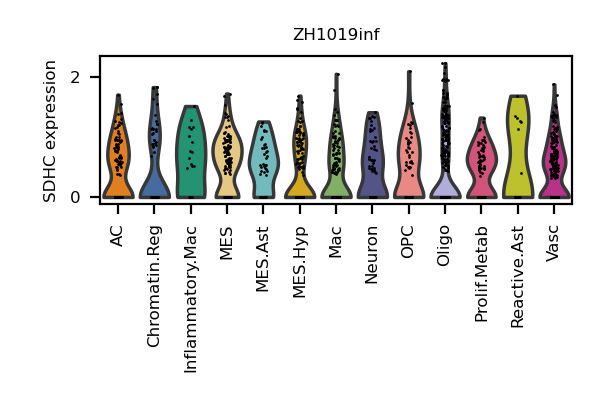 ZH1019inf
SDHC expression
2
0
AC
Chromatin.Reg
Inflammatory.Mac
MES
MES.Ast
MES.Hyp
Mac
Neuron
OPC
Oligo
Prolif.Metab
Reactive.Ast
Vasc